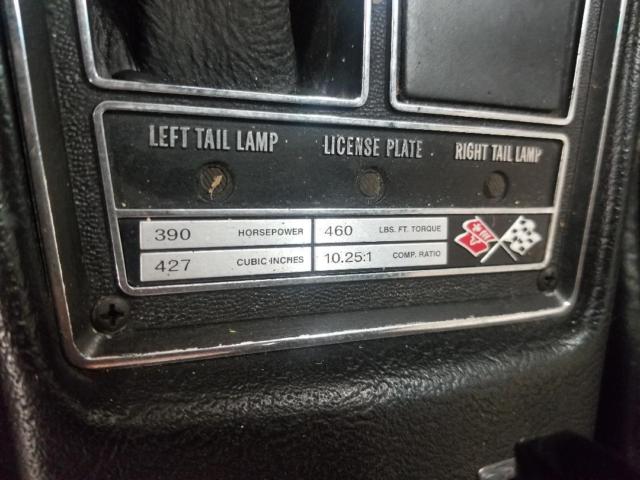 LEFT TAIL LAMP LICENSE PLATE RIGHT TAIL LAMP
390 HORSEPOWER 460 LBS. FT. TORQUE
427 CUBIC INCHES 10.25:1 COMP. RATIO